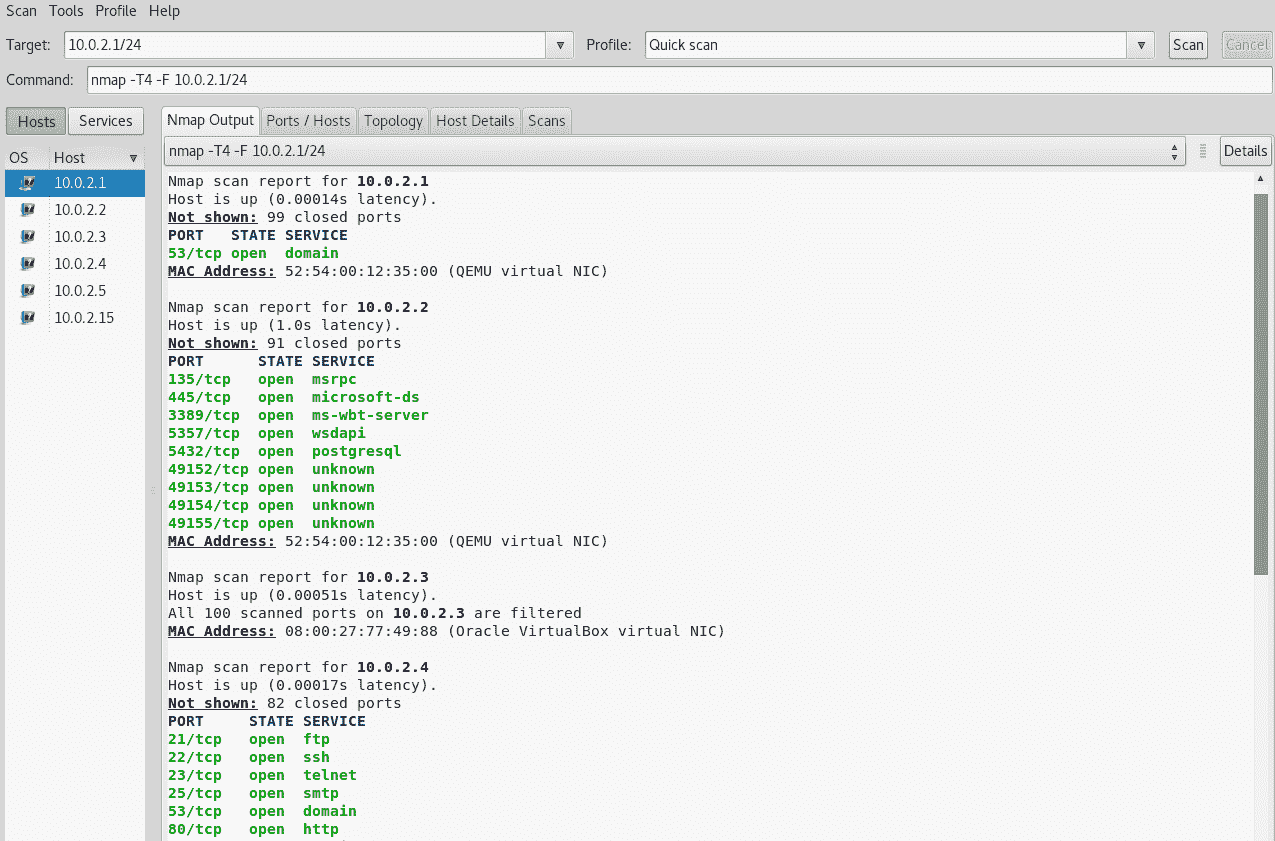 Scan Tools Profile Help
Target: 10.0.2.1/24 Profile: Quick scan Scan Cancel
Command: nmap -T4 -F 10.0.2.1/24
Hosts Services
OS Host
10.0.2.1
10.0.2.2
10.0.2.3
10.0.2.4
10.0.2.5
10.0.2.15
Nmap Output Ports / Hosts Topology Host Details Scans
nmap -T4 -F 10.0.2.1/24 Details
Nmap scan report for 10.0.2.1
Host is up (0.00014s latency).
Not shown: 99 closed ports
PORT STATE SERVICE
53/tcp open domain
MAC Address: 52:54:00:12:35:00 (QEMU virtual NIC)
Nmap scan report for 10.0.2.2
Host is up (1.0s latency).
Not shown: 91 closed ports
PORT STATE SERVICE
135/tcp open msrpc
445/tcp open microsoft-ds
3389/tcp open ms-wbt-server
5357/tcp open wsdapi
5432/tcp open postgresql
49152/tcp open unknown
49153/tcp open unknown
49154/tcp open unknown
49155/tcp open unknown
MAC Address: 52:54:00:12:35:00 (QEMU virtual NIC)
Nmap scan report for 10.0.2.3
Host is up (0.00051s latency).
All 100 scanned ports on 10.0.2.3 are filtered
MAC Address: 08:00:27:77:49:88 (Oracle VirtualBox virtual NIC)
Nmap scan report for 10.0.2.4
Host is up (0.00017s latency).
Not shown: 82 closed ports
PORT STATE SERVICE
21/tcp open ftp
22/tcp open ssh
23/tcp open telnet
25/tcp open smtp
53/tcp open domain
80/tcp open http